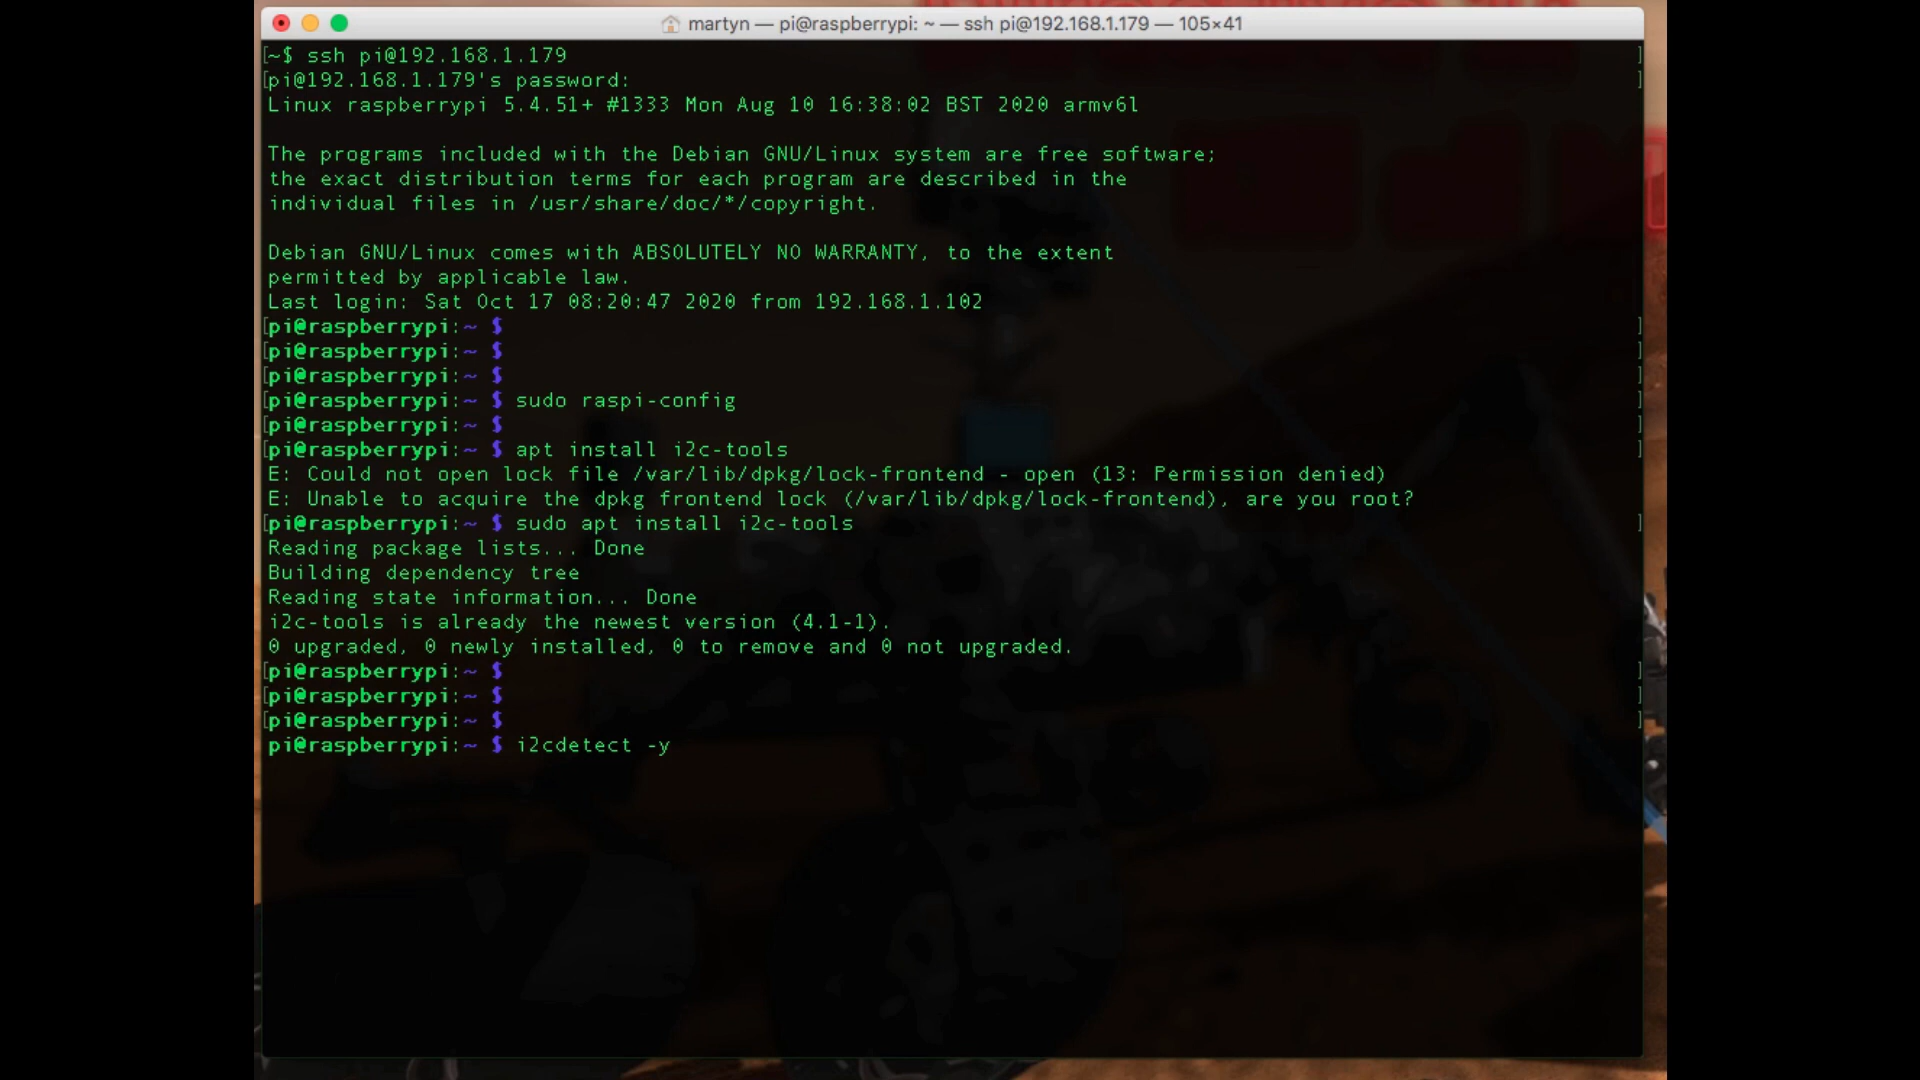 martyn — pi@raspberrypi: ~ — ssh pi@192.168.1.179 — 105×41
[~$ ssh pi@192.168.1.179 ]
[pi@192.168.1.179's password: ]
Linux raspberrypi 5.4.51+ #1333 Mon Aug 10 16:38:02 BST 2020 armv6l
The programs included with the Debian GNU/Linux system are free software;
the exact distribution terms for each program are described in the
individual files in /usr/share/doc/*/copyright.
Debian GNU/Linux comes with ABSOLUTELY NO WARRANTY, to the extent
permitted by applicable law.
Last login: Sat Oct 17 08:20:47 2020 from 192.168.1.102
[pi@raspberrypi:~ $ ]
[pi@raspberrypi:~ $ ]
[pi@raspberrypi:~ $ ]
[pi@raspberrypi:~ $ sudo raspi-config ]
[pi@raspberrypi:~ $ ]
[pi@raspberrypi:~ $ apt install i2c-tools ]
E: Could not open lock file /var/lib/dpkg/lock-frontend - open (13: Permission denied)
E: Unable to acquire the dpkg frontend lock (/var/lib/dpkg/lock-frontend), are you root?
[pi@raspberrypi:~ $ sudo apt install i2c-tools ]
Reading package lists... Done
Building dependency tree
Reading state information... Done
i2c-tools is already the newest version (4.1-1).
0 upgraded, 0 newly installed, 0 to remove and 0 not upgraded.
[pi@raspberrypi:~ $ ]
[pi@raspberrypi:~ $ ]
[pi@raspberrypi:~ $ ]
pi@raspberrypi:~ $ i2cdetect -y